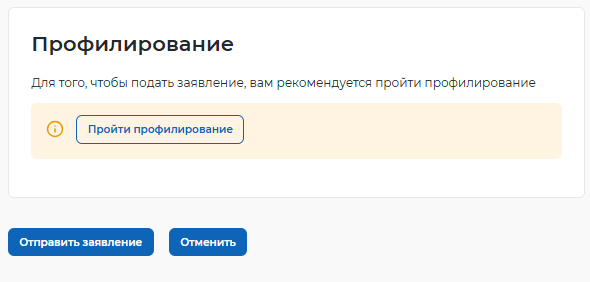 Профилирование
Для того, чтобы подать заявление, вам рекомендуется пройти профилирование
Пройти профилирование
Отправить заявление
Отменить